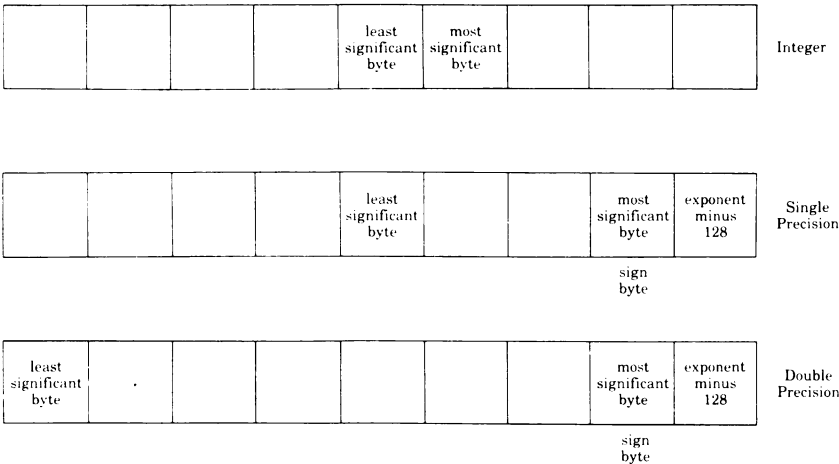 least
significant
byte
most
significant
byte
Integer
least
significant
byte
most
significant
byte
exponent
minus
128
Single
Precision
sign
byte
least
significant
byte
most
significant
byte
exponent
minus
128
Double
Precision
sign
byte